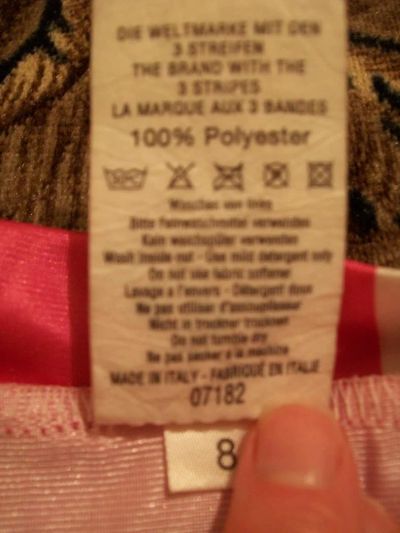 DIE WELTMARKE MIT DEN
3 STREIFEN
THE BRAND WITH THE
3 STRIPES
LA MARQUE AUX 3 BANDES
100% Polyester
Waschen von links
Bitte Feinwaschmittel verwenden
Kein weichspüler verwenden
Wash inside out - Use mild detergent only
Do not use fabric softener
Lavage a l'envers - Détergent doux
Ne pas utiliser d'assouplisseur
Nicht in trockner trocknen
Do not tumble dry
Ne pas sécher à la machine
MADE IN ITALY - FABRIQUÉ EN ITALIE
07182
8